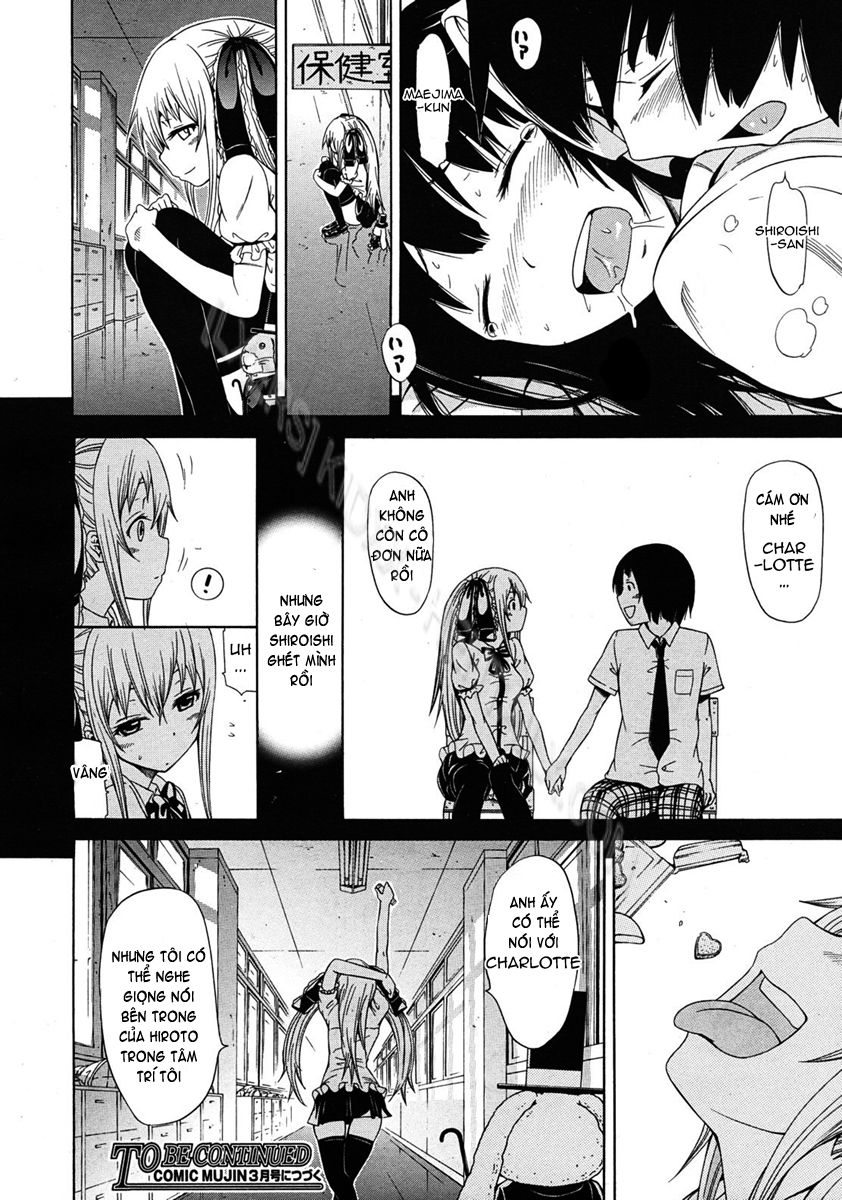 いァ
MAEJIMA
-KUN
SHIROISHI
-SAN
いァ
保健室
CÁM ƠN
NHÉ
CHAR
-LOTTE
...
ANH
KHÔNG
CÒN CÔ
ĐƠN NỮA
RỒI
NHƯNG
BÂY GIỜ
SHIROISHI
GHÉT MÌNH
RỒI
!
UH
...
VÂNG
ANH ẤY
CÓ THỂ
NÓI VỚI
CHARLOTTE
NHƯNG TÔI CÓ
THỂ NGHE
GIỌNG NÓI
BÊN TRONG
CỦA HIROTO
TRONG TÂM
TRÍ TÔI
TO BE CONTINUED
COMIC MUJIN 3月号につづく